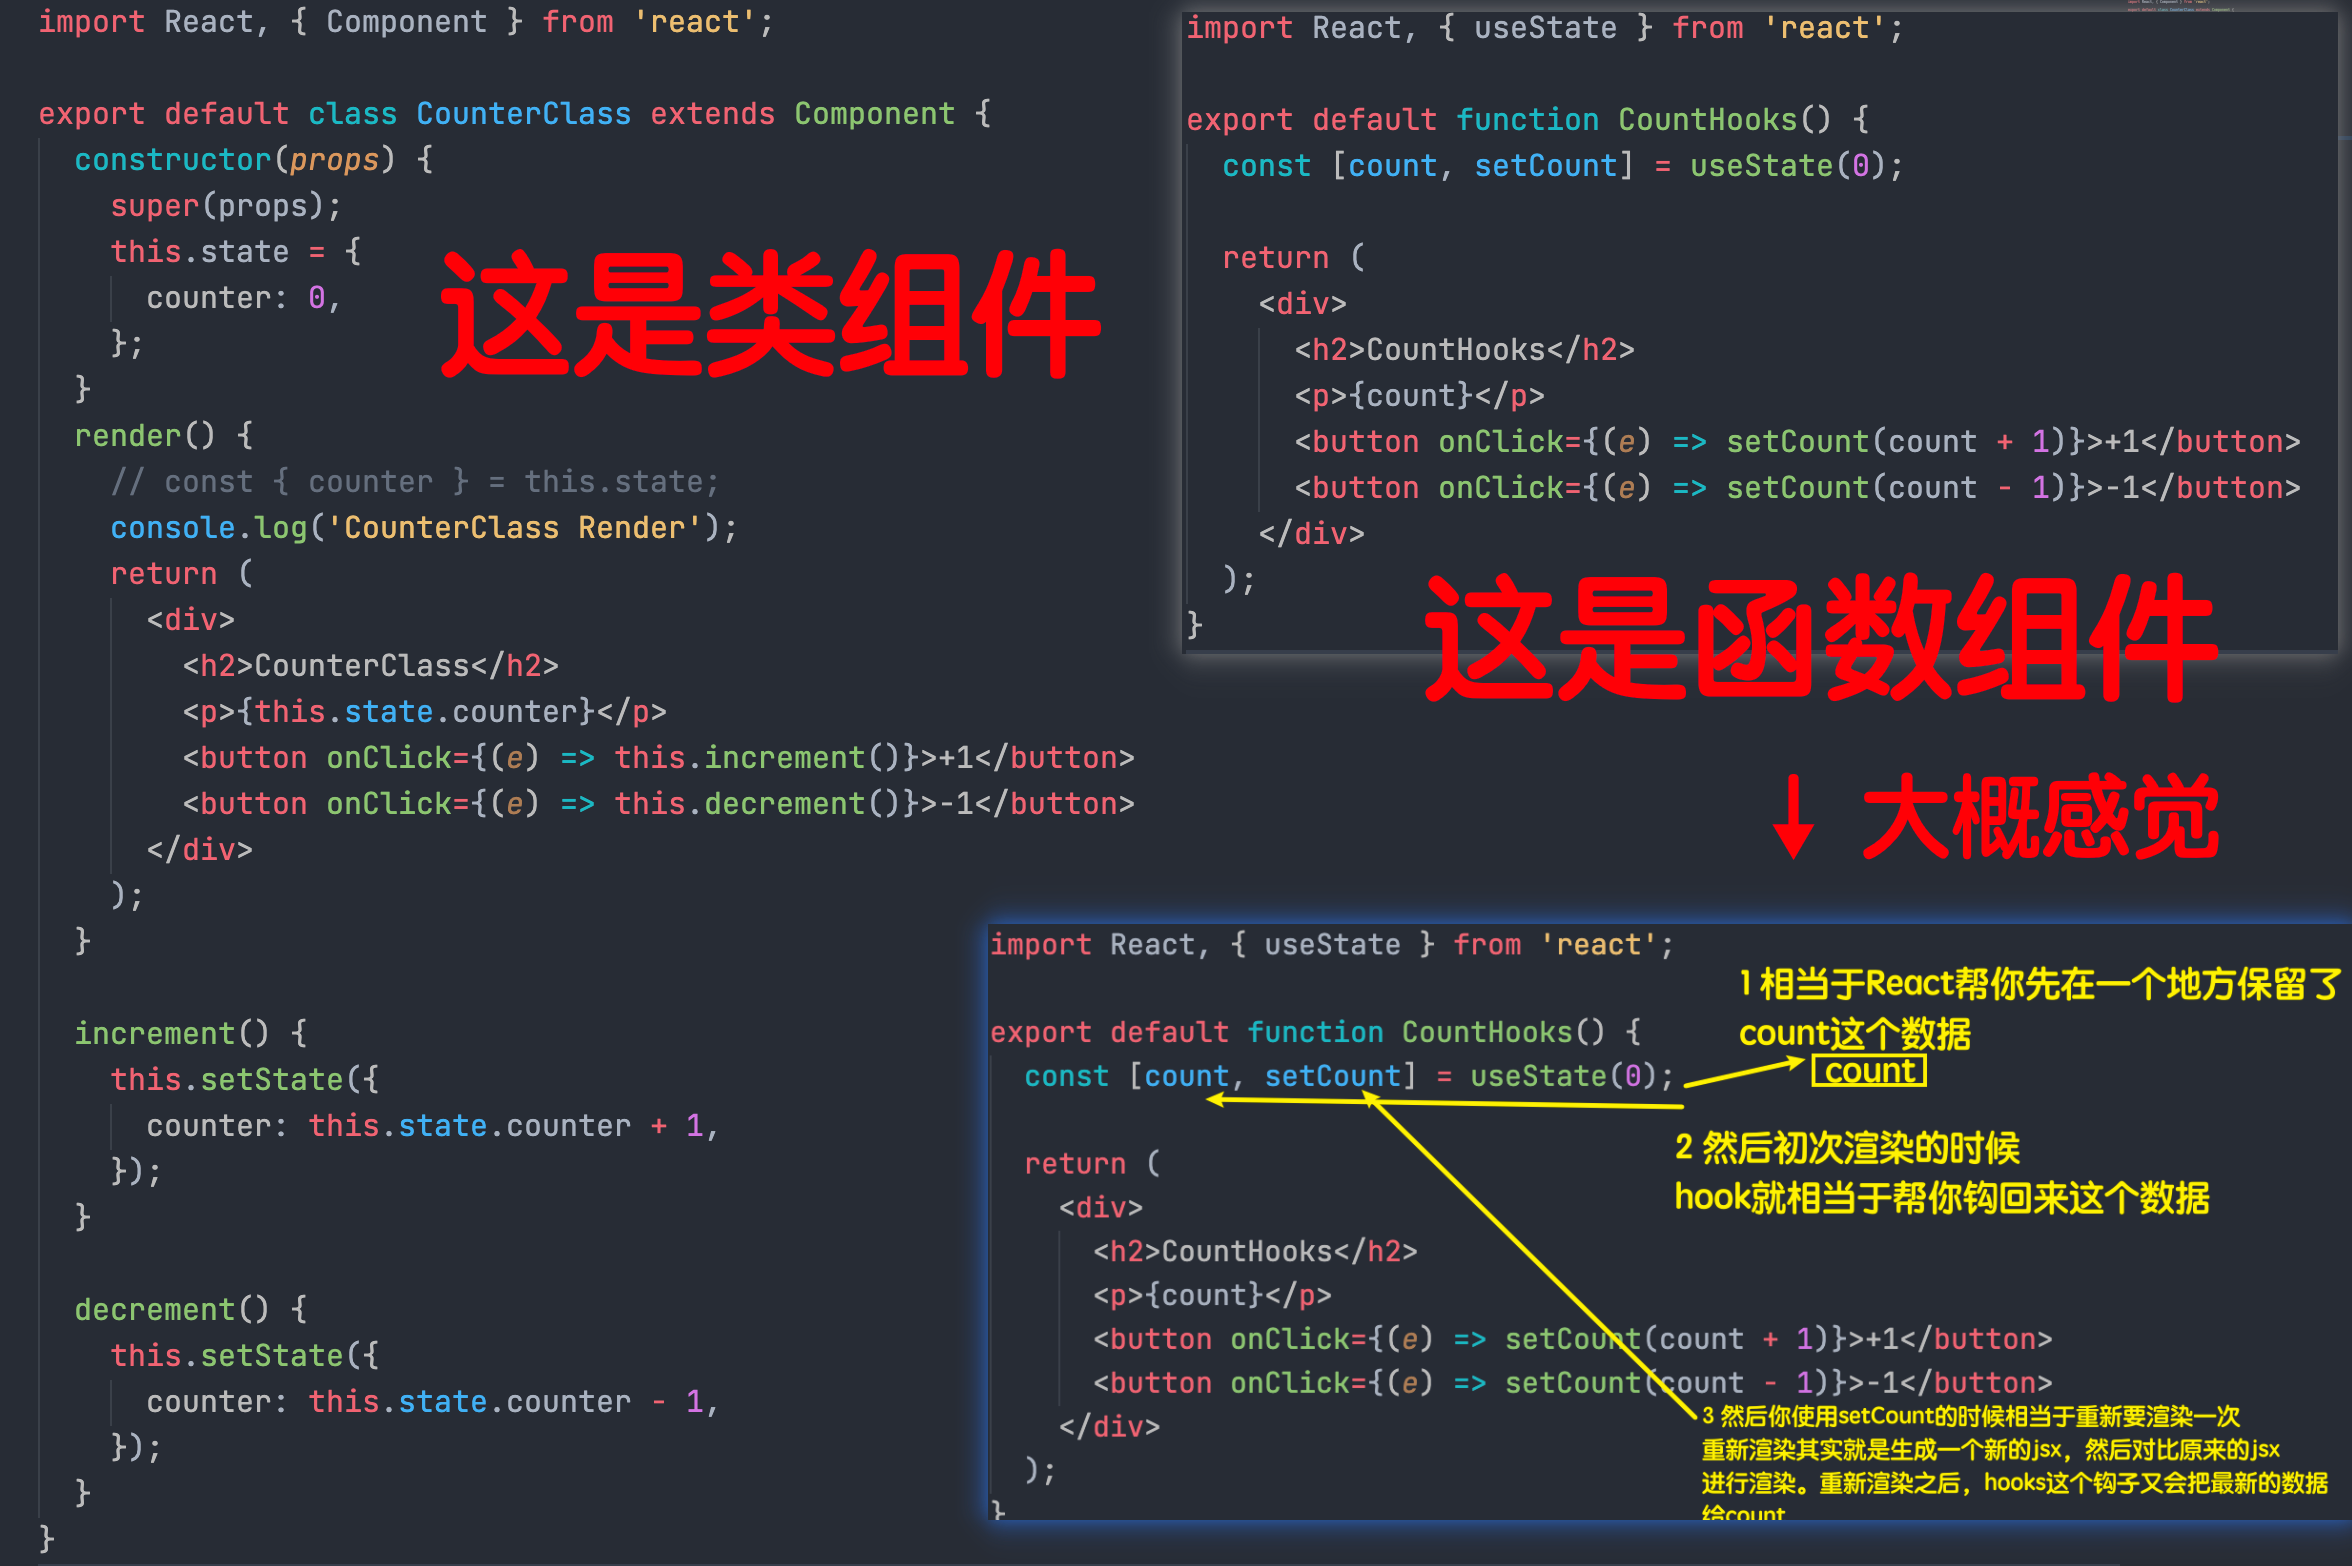 import React, { Component } from 'react';
export default class CounterClass extends Component {
constructor(props) {
super(props);
this.state = {
counter: 0,
};
}
render() {
// const { counter } = this.state;
console.log('CounterClass Render');
return (
<div>
<h2>CounterClass</h2>
<p>{this.state.counter}</p>
<button onClick={(e) => this.increment()}>+1</button>
<button onClick={(e) => this.decrement()}>-1</button>
</div>
);
}
increment() {
this.setState({
counter: this.state.counter + 1,
});
}
decrement() {
this.setState({
counter: this.state.counter - 1,
});
}
}
这是类组件
import React, { Component } from 'react';
export default class CounterClass extends Component {
import React, { useState } from 'react';
export default function CountHooks() {
const [count, setCount] = useState(0);
return (
<div>
<h2>CountHooks</h2>
<p>{count}</p>
<button onClick={(e) => setCount(count + 1)}>+1</button>
<button onClick={(e) => setCount(count - 1)}>-1</button>
</div>
);
}
这是函数组件
↓ 大概感觉
import React, { useState } from 'react';
export default function CountHooks() {
const [count, setCount] = useState(0);
return (
<div>
<h2>CountHooks</h2>
<p>{count}</p>
<button onClick={(e) => setCount(count + 1)}>+1</button>
<button onClick={(e) => setCount(count - 1)}>-1</button>
</div>
);
}
1 相当于React帮你先在一个地方保留了
count这个数据
count
2 然后初次渲染的时候
hook就相当于帮你钩回来这个数据
3 然后你使用setCount的时候相当于重新要渲染一次
重新渲染其实就是生成一个新的jsx，然后对比原来的jsx
进行渲染。重新渲染之后，hooks这个钩子又会把最新的数据
给count